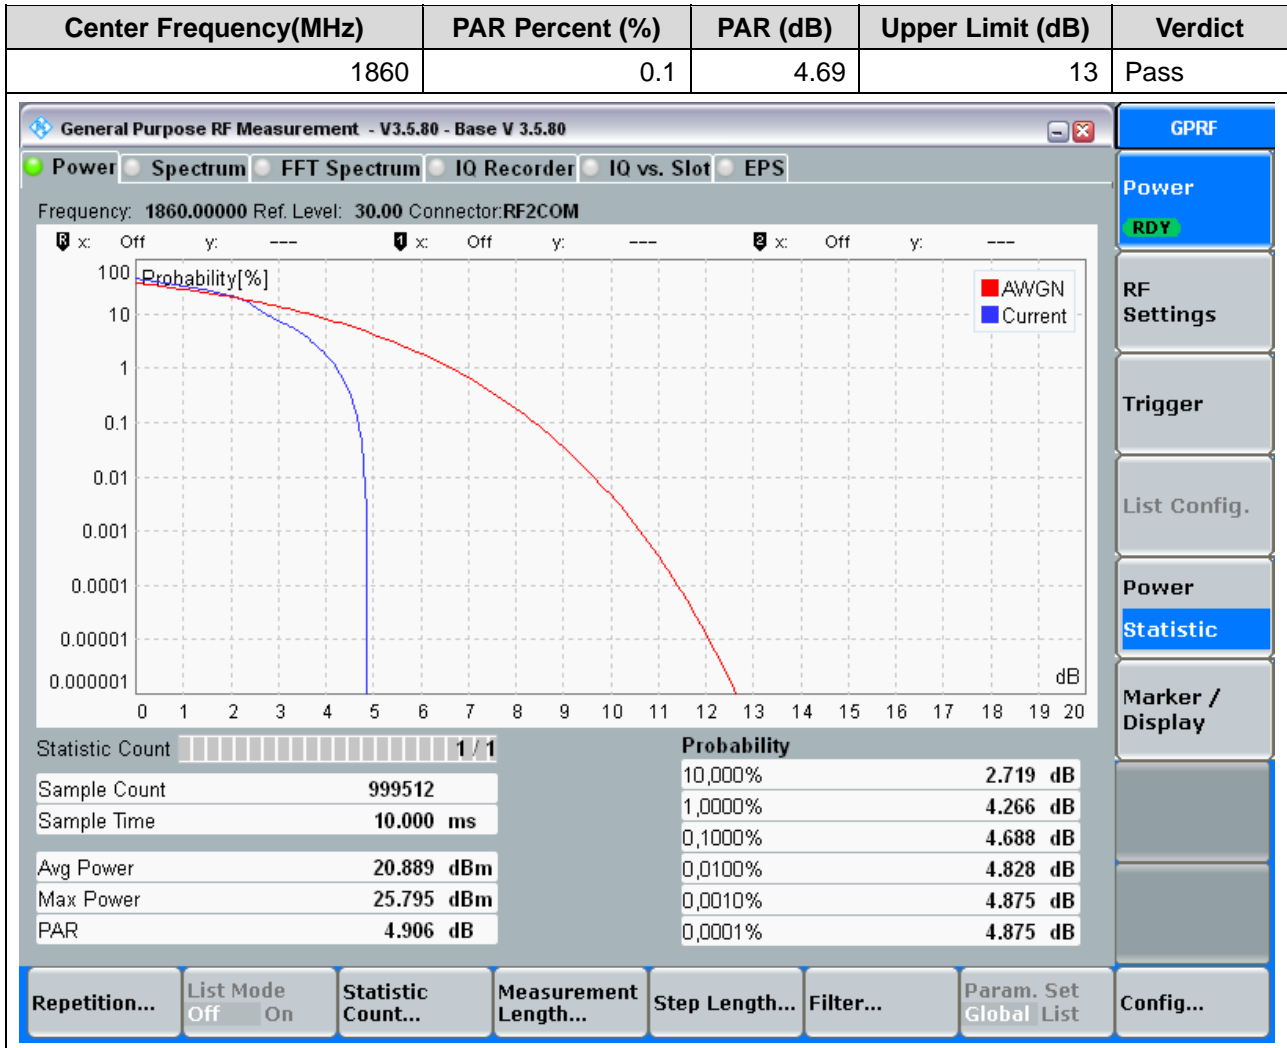 Center Frequency(MHz) PAR Percent (%) PAR (dB) Upper Limit (dB) Verdict
1860 0.1 4.69 13 Pass
General Purpose RF Measurement - V3.5.80 - Base V 3.5.80
GPRF
Power Spectrum FFT Spectrum IQ Recorder IQ vs. Slot EPS
Power
RDY
Frequency: 1860.00000 Ref. Level: 30.00 Connector:RF2COM
R x: Off y: --- 1 x: Off y: --- 2 x: Off y: ---
Probability[%]
AWGN
Current
100
10
1
0.1
0.01
0.001
0.0001
0.00001
0.000001
dB
0 1 2 3 4 5 6 7 8 9 10 11 12 13 14 15 16 17 18 19 20
RF
Settings
Trigger
List Config.
Power
Statistic
Marker /
Display
Statistic Count 1 / 1
Sample Count 999512
Sample Time 10.000 ms
Avg Power 20.889 dBm
Max Power 25.795 dBm
PAR 4.906 dB
Probability
10,000% 2.719 dB
1,0000% 4.266 dB
0,1000% 4.688 dB
0,0100% 4.828 dB
0,0010% 4.875 dB
0,0001% 4.875 dB
Repetition...
List Mode
Off On
Statistic
Count...
Measurement
Length...
Step Length...
Filter...
Param. Set
Global List
Config...